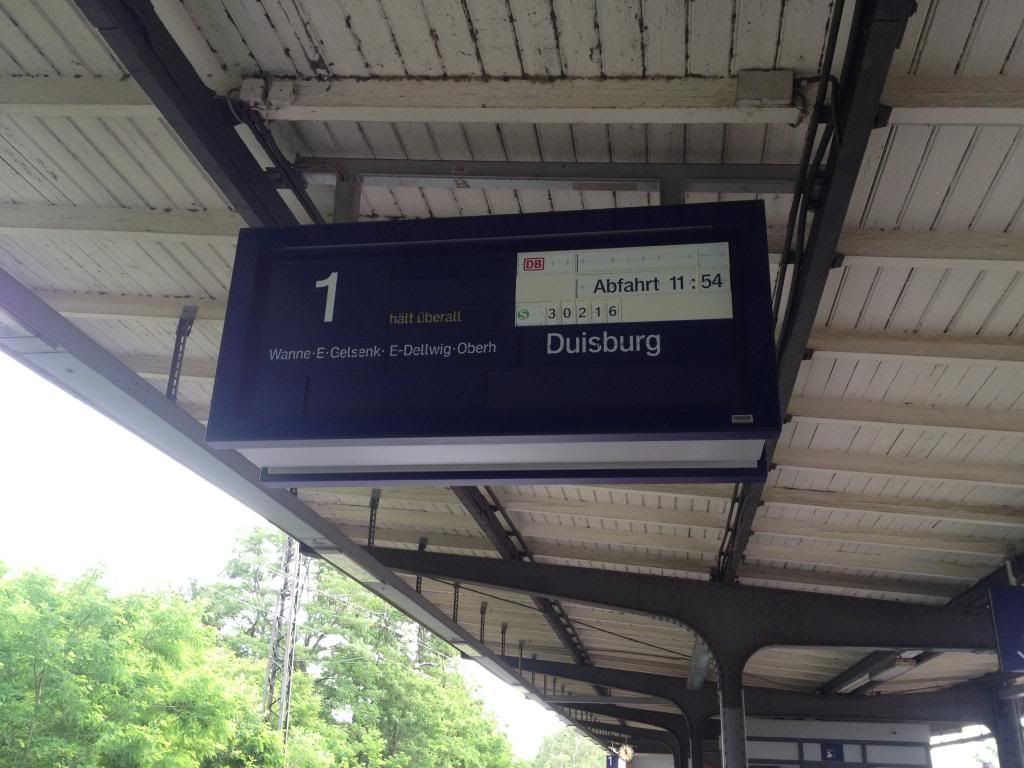 1
hält überall
Wanne·E·Gelsenk· E-Dellwig·Oberh
DB
Abfahrt 11:54
S 30216
Duisburg